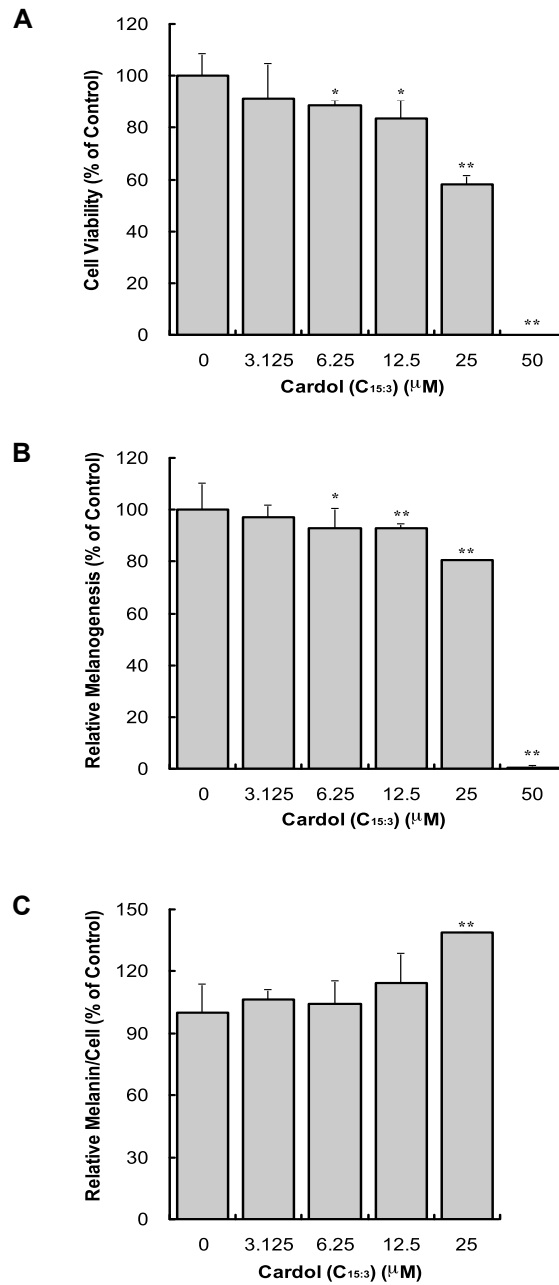 A
Cell Viability (% of Control)
120
100
80
60
40
20
0
*
*
**
**
0 3.125 6.25 12.5 25 50
Cardol (C15:3) (μM)
B
Relative Melanogenesis (% of Control)
120
100
80
60
40
20
0
*
**
**
**
0 3.125 6.25 12.5 25 50
Cardol (C15:3) (μM)
C
Relative Melanin/Cell (% of Control)
150
120
90
60
30
0
**
0 3.125 6.25 12.5 25
Cardol (C15:3) (μM)